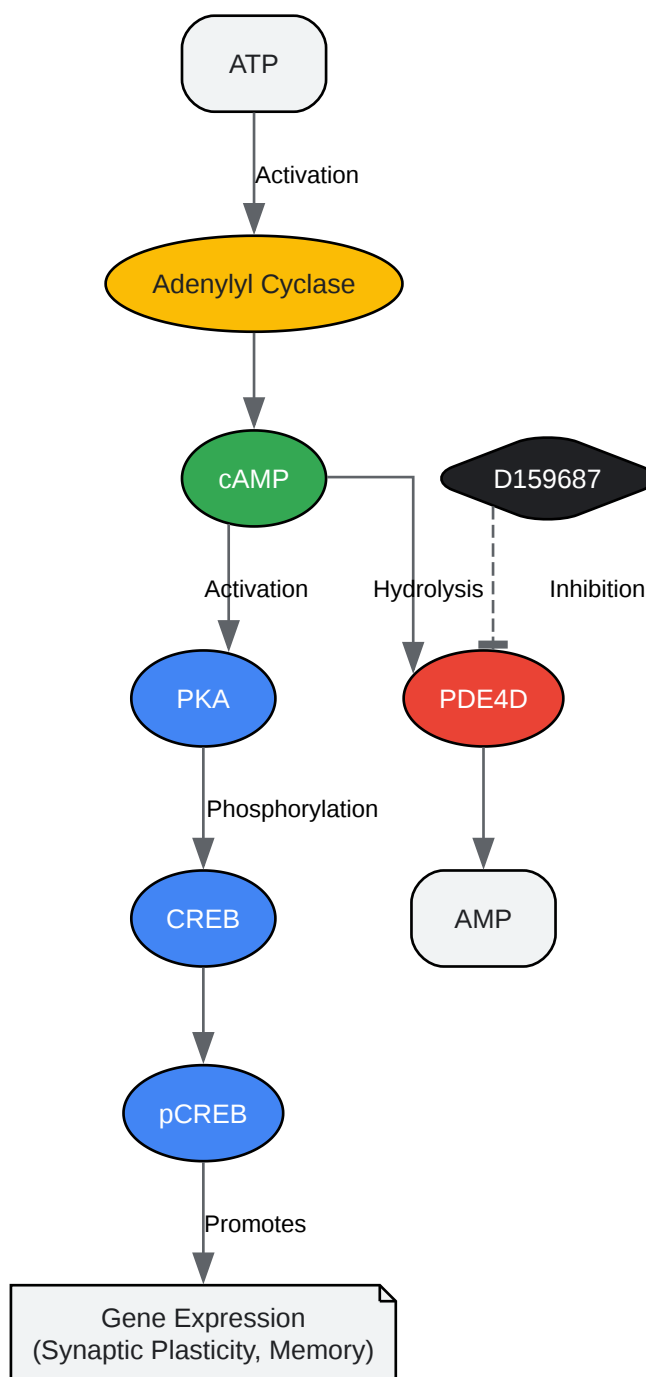 ATP
Activation
Adenylyl Cyclase
cAMP
D159687
Activation
Hydrolysis
Inhibition
PKA
PDE4D
Phosphorylation
CREB
AMP
pCREB
Promotes
Gene Expression
(Synaptic Plasticity, Memory)